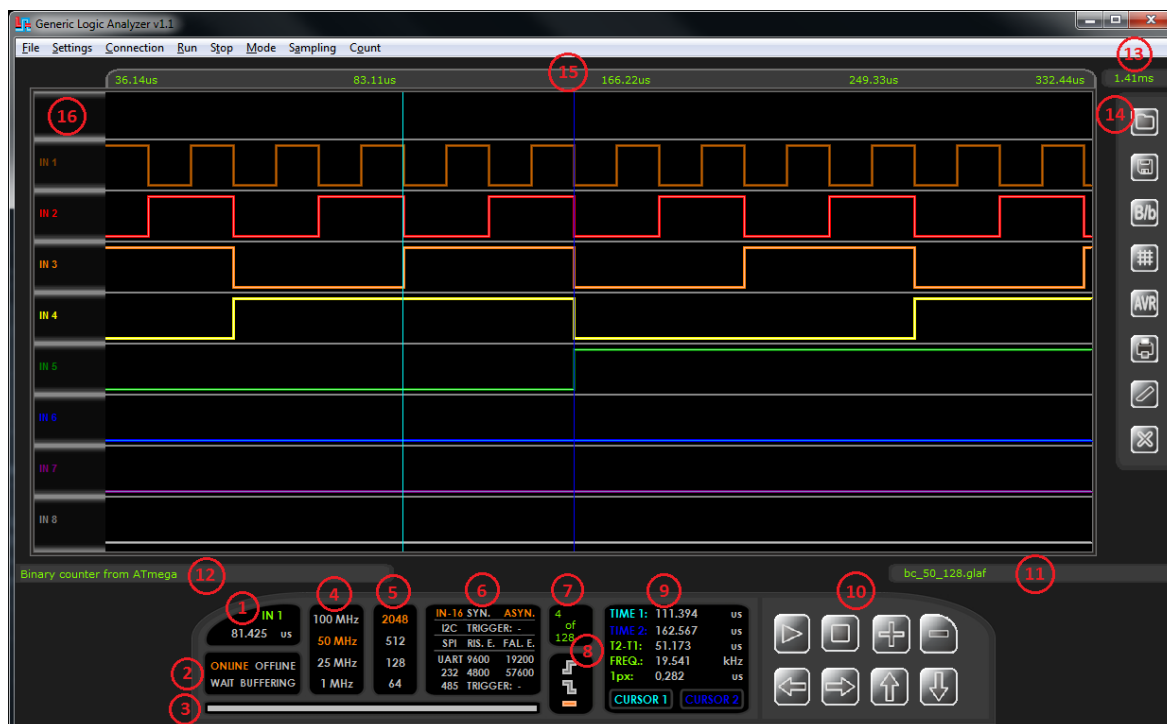 Generic Logic Analyzer v1.1
File Settings Connection Run Stop Mode Sampling Count
13
36.14us 83.11us 15 166.22us 249.33us 332.44us 1.41ms
16
14
IN 1
IN 2
B/b
IN 3
IN 4
AVR
IN 5
IN 6
IN 7
IN 8
Binary counter from ATmega 12
bc_50_128.glaf 11
1 4 5 6 7 9 10
IN 1
81.425 us
2
ONLINE OFFLINE
WAIT BUFFERING
3
100 MHz
50 MHz
25 MHz
1 MHz
2048
512
128
64
IN-16 SYN. ASYN.
I2C TRIGGER: -
SPI RIS. E. FAL. E.
UART 9600 19200
232 4800 57600
485 TRIGGER: -
4
of
128
8
TIME 1: 111.394 us
TIME 2: 162.567 us
T2-T1: 51.173 us
FREQ.: 19.541 kHz
1px: 0,282 us
CURSOR 1 CURSOR 2